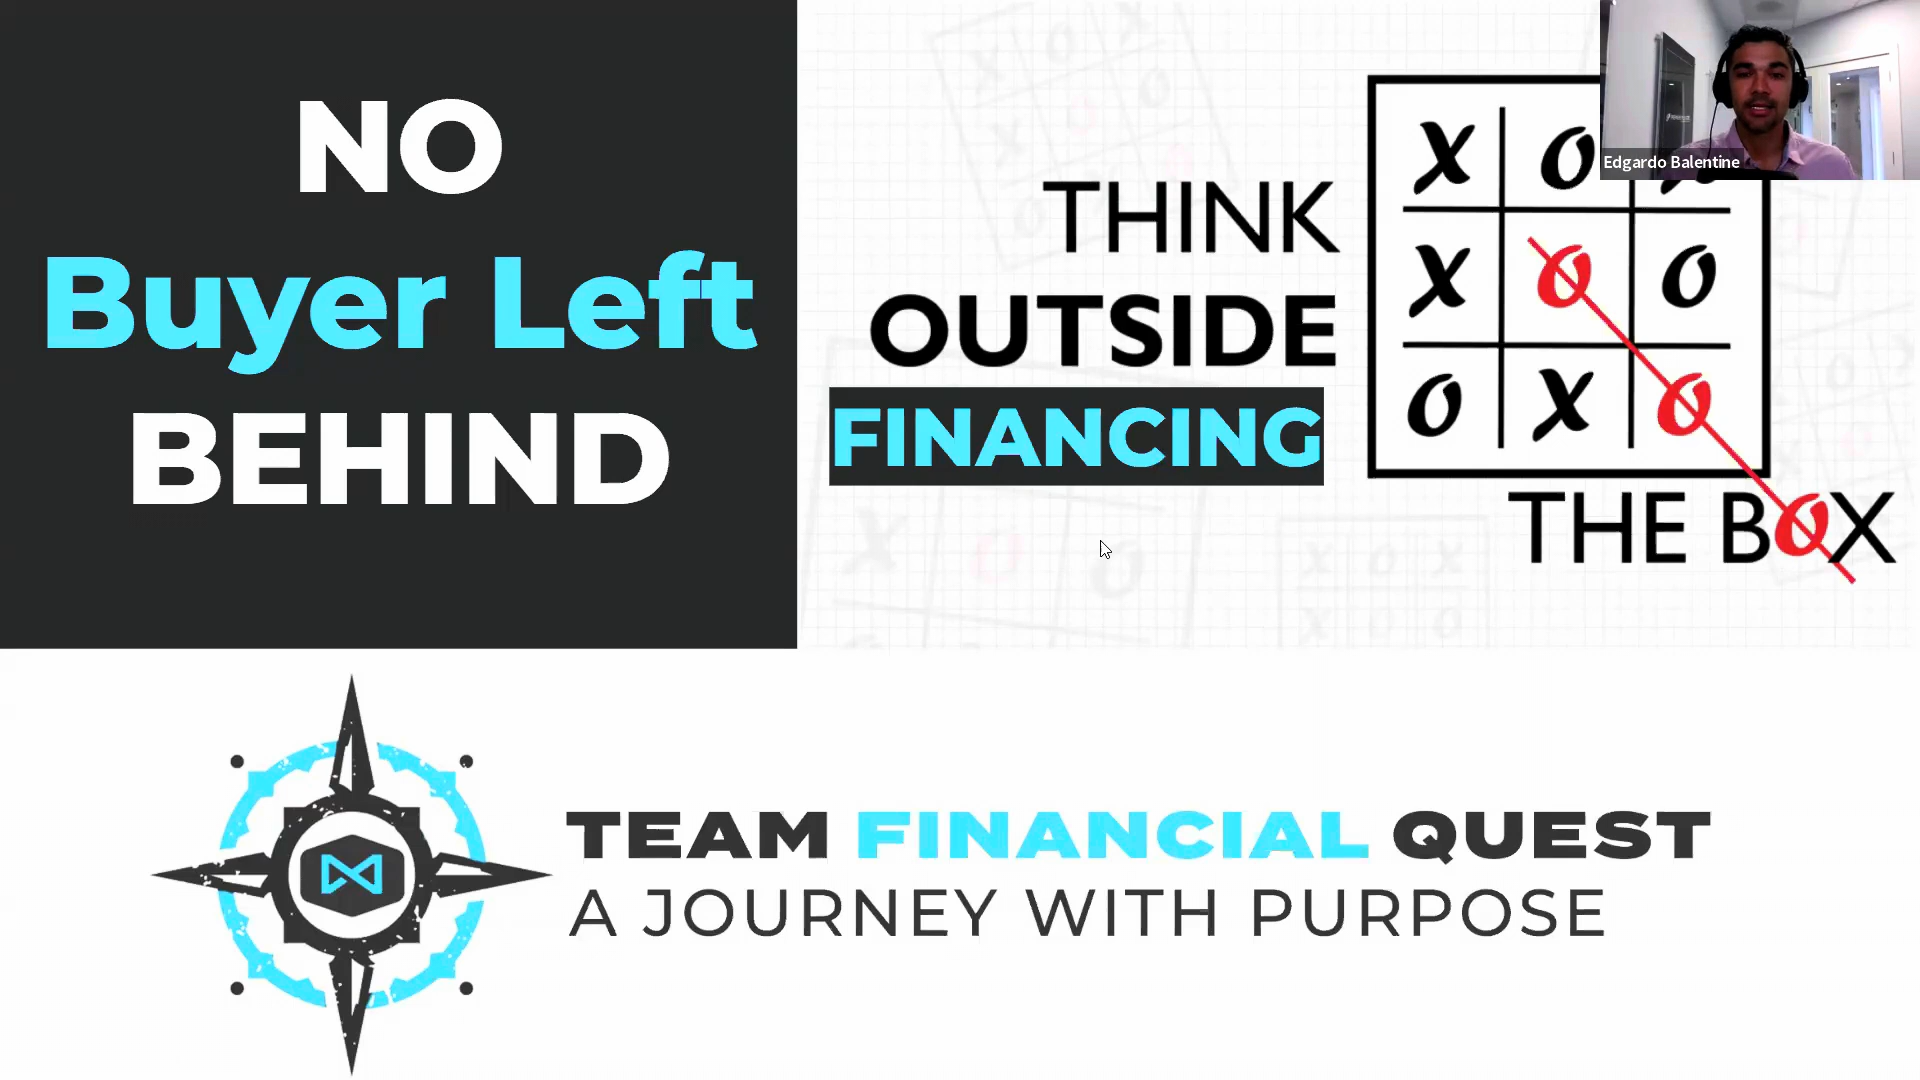 NO
Buyer Left
BEHIND
THINK
OUTSIDE
FINANCING
X O
X O O
O X O
THE BOX
Edgardo Balentine
TEAM FINANCIAL QUEST
A JOURNEY WITH PURPOSE